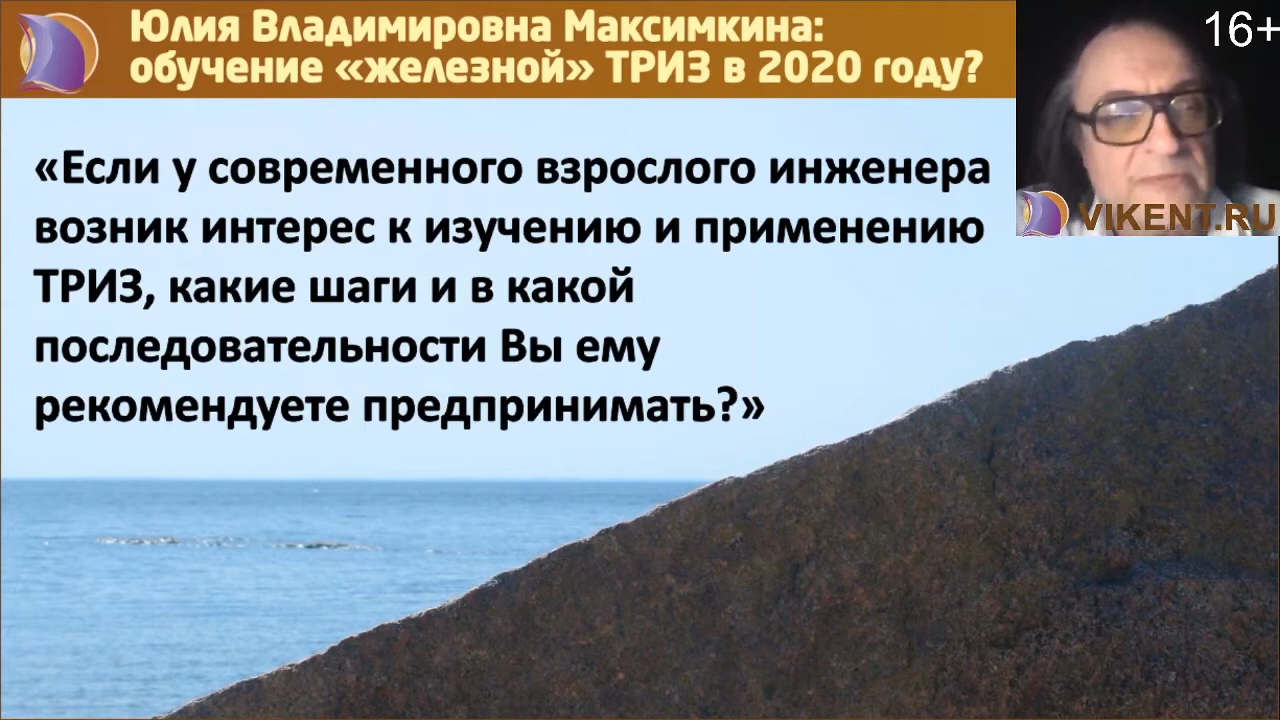 Юлия Владимировна Максимкина:
обучение «железной» ТРИЗ в 2020 году?
16+
VIKENT.RU
«Если у современного взрослого инженера
возник интерес к изучению и применению
ТРИЗ, какие шаги и в какой
последовательности Вы ему
рекомендуете предпринимать?»